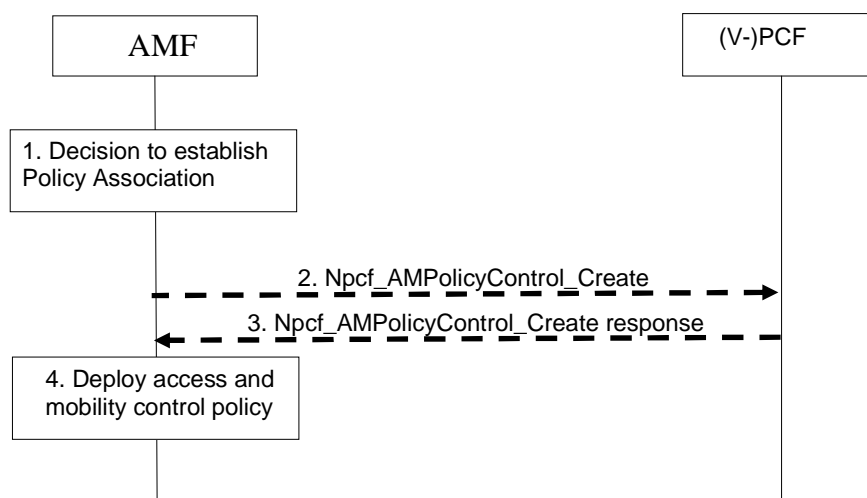 AMF
(V-)PCF
1. Decision to establish
Policy Association
2. Npcf_AMPolicyControl_Create
3. Npcf_AMPolicyControl_Create response
4. Deploy access and
mobility control policy